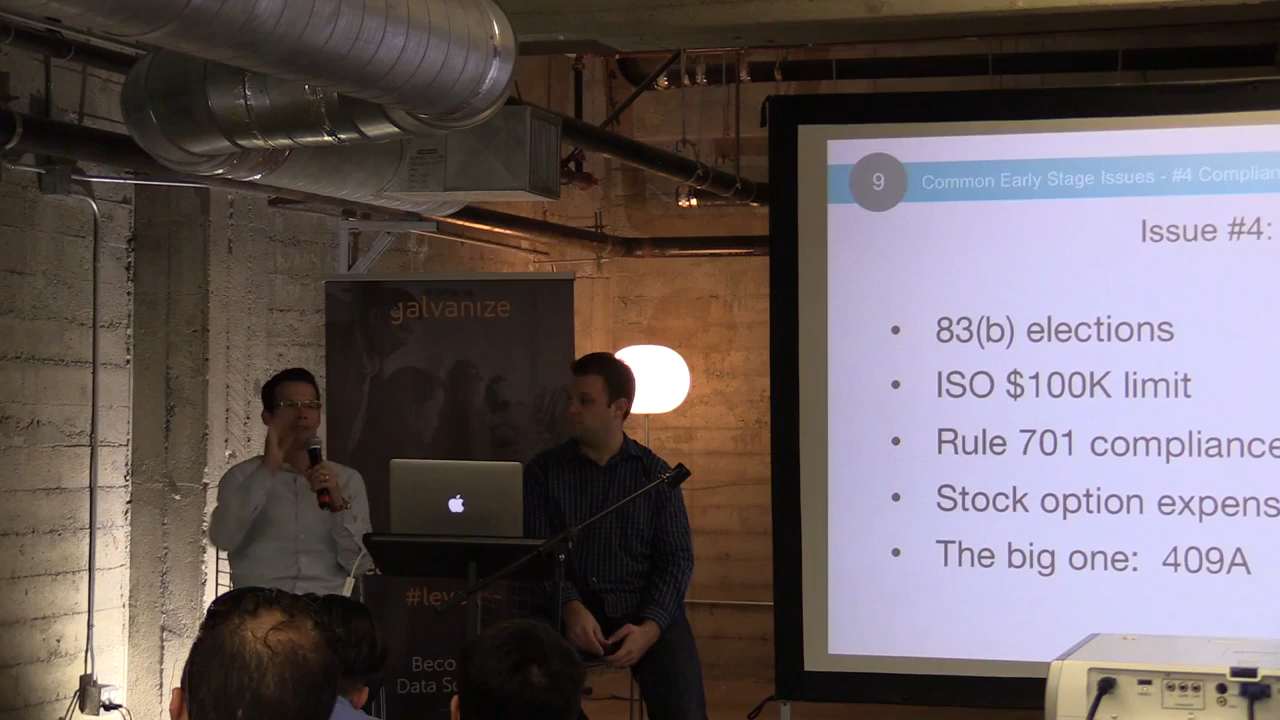 galvanize
#leve
Beco
Data Sc
9
Common Early Stage Issues - #4 Complian
Issue #4:
• 83(b) elections
• ISO $100K limit
• Rule 701 compliance
• Stock option expens
• The big one: 409A